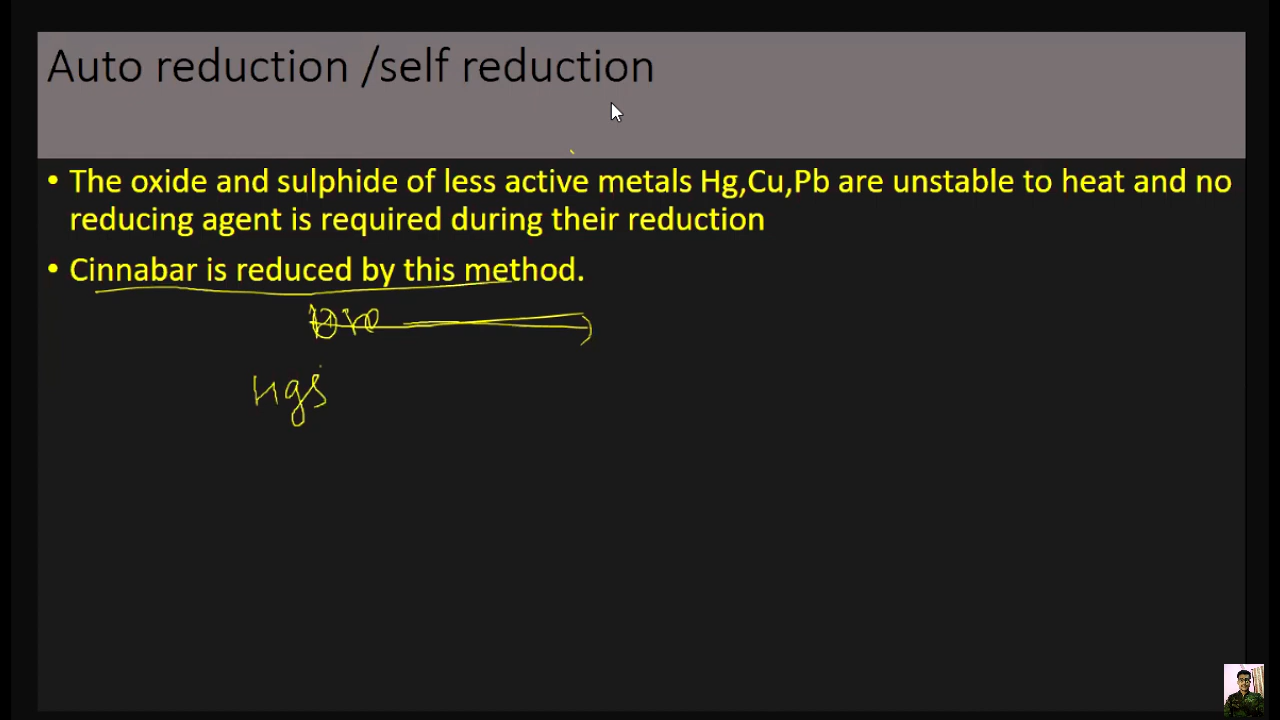 Auto reduction /self reduction
• The oxide and sulphide of less active metals Hg,Cu,Pb are unstable to heat and no
reducing agent is required during their reduction
• Cinnabar is reduced by this method.
HgS